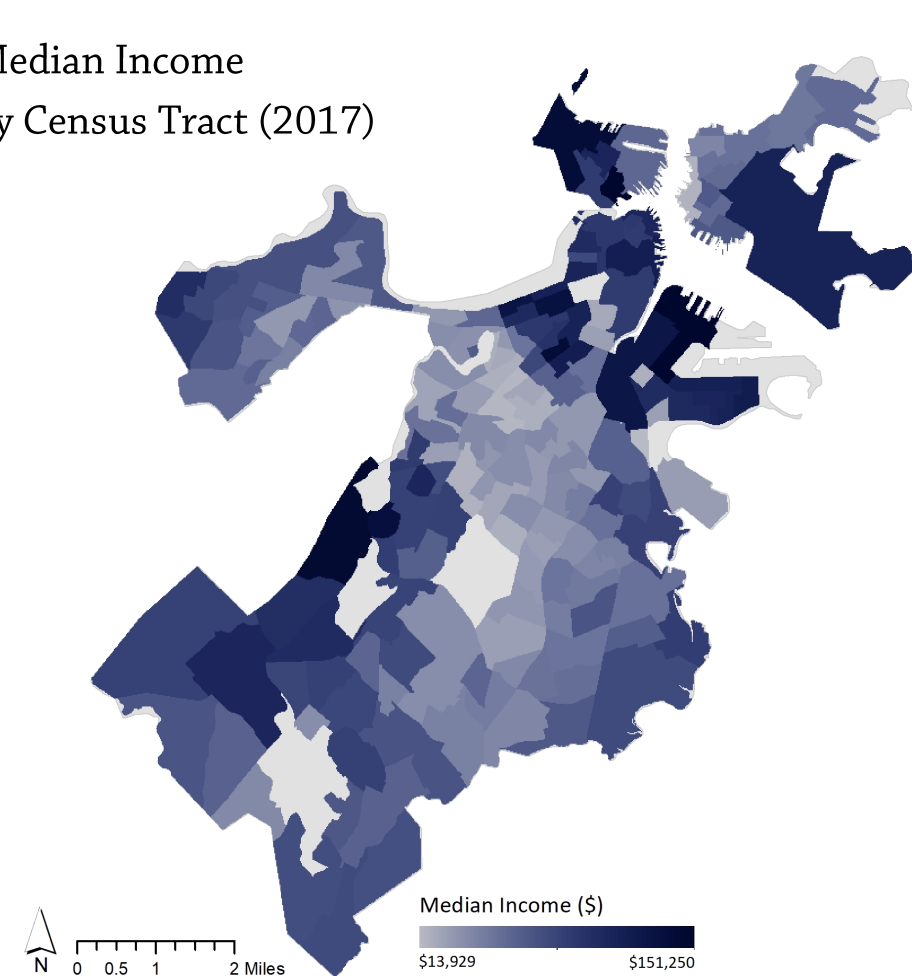 Median Income
y Census Tract (2017)
Median Income ($)
$13,929 $151,250
N
0 0.5 1 2 Miles